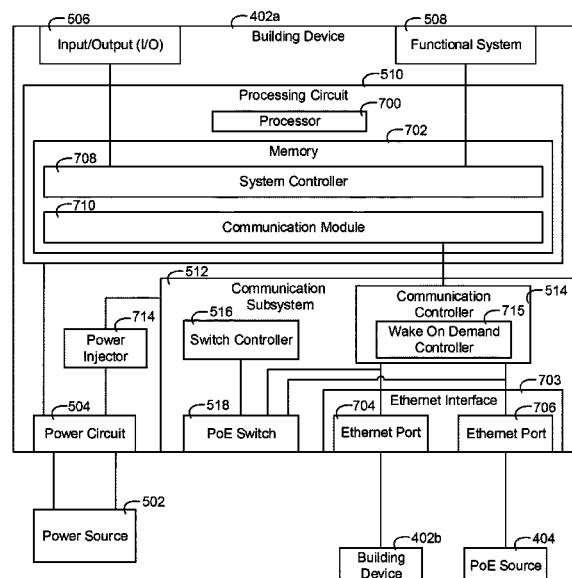 506
402a
508
Building Device
Input/Output (I/O)
Functional System
510
Processing Circuit
700
Processor
702
Memory
708
System Controller
710
Communication Module
512
Communication
Subsystem
514
Communication
Controller
715
Wake On Demand
Controller
516
Switch Controller
714
Power
Injector
703
Ethernet Interface
504
Power Circuit
518
PoE Switch
704
Ethernet Port
706
Ethernet Port
502
Power Source
402b
Building
Device
404
PoE Source